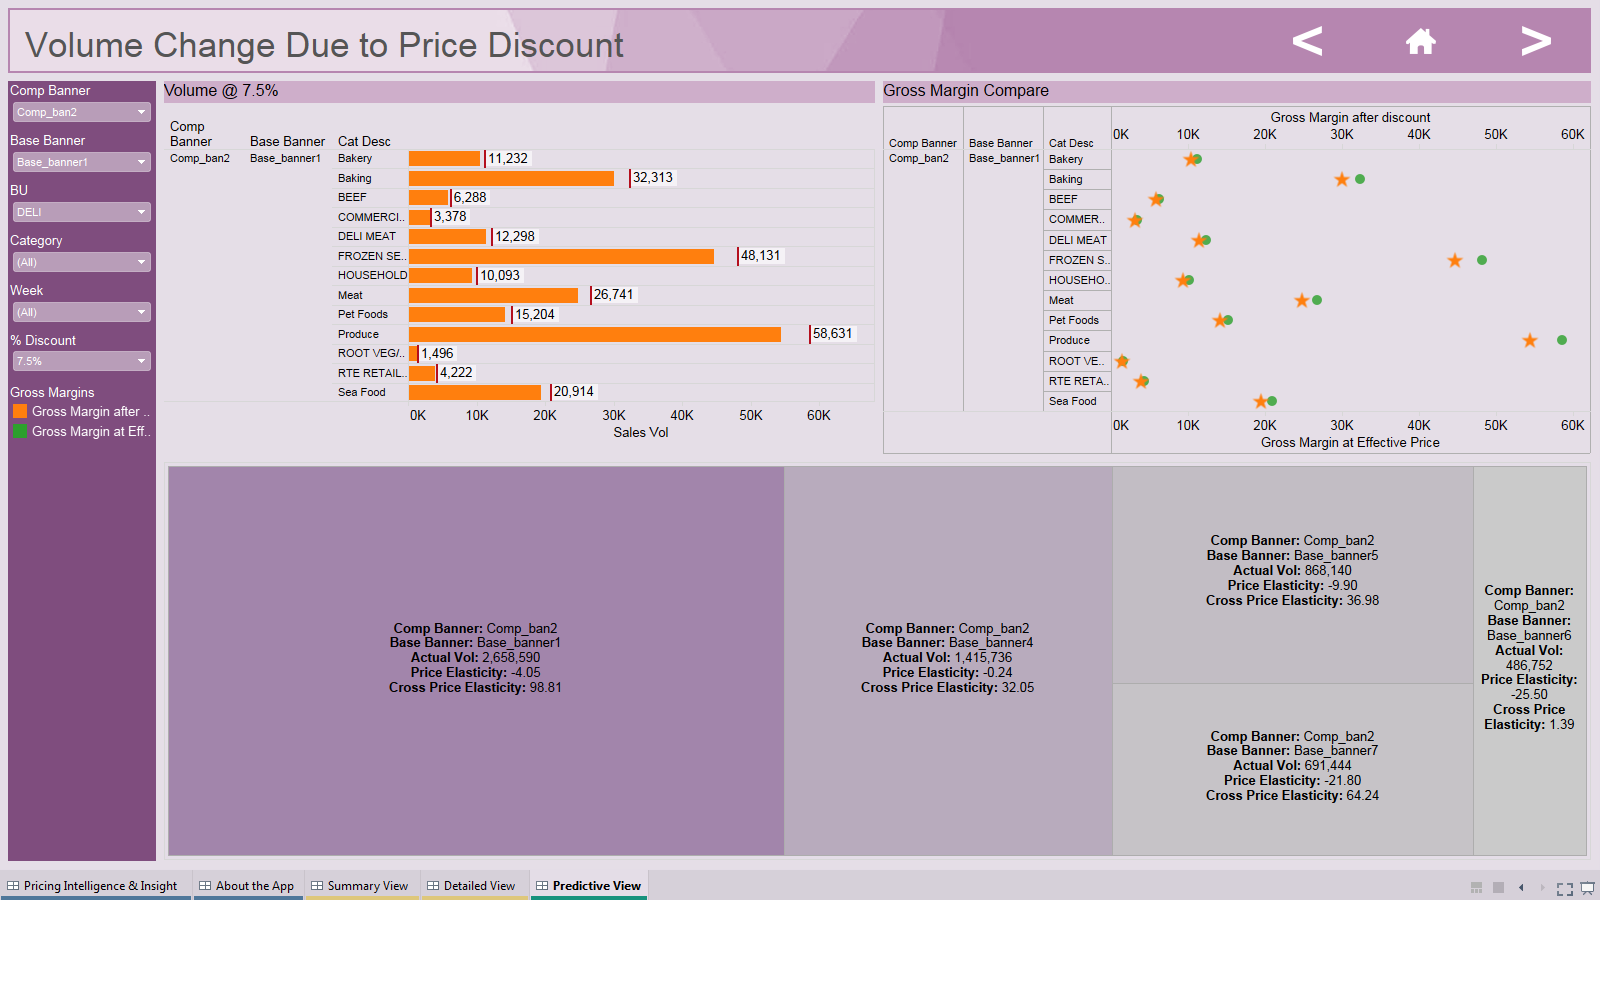 Volume Change Due to Price Discount
< >
Comp Banner
Comp_ban2
Base Banner
Base_banner1
BU
DELI
Category
(All)
Week
(All)
% Discount
7.5%
Gross Margins
Gross Margin after ..
Gross Margin at Eff..
Volume @ 7.5%
Comp
Banner
Base Banner
Cat Desc
Comp_ban2
Base_banner1
Bakery
11,232
Baking
32,313
BEEF
6,288
COMMERCI..
3,378
DELI MEAT
12,298
FROZEN SE..
48,131
HOUSEHOLD
10,093
Meat
26,741
Pet Foods
15,204
Produce
58,631
ROOT VEG/..
1,496
RTE RETAIL..
4,222
Sea Food
20,914
0K 10K 20K 30K 40K 50K 60K
Sales Vol
Gross Margin Compare
Gross Margin after discount
0K 10K 20K 30K 40K 50K 60K
Comp Banner
Base Banner
Cat Desc
Comp_ban2
Base_banner1
Bakery
Baking
BEEF
COMMER..
DELI MEAT
FROZEN S..
HOUSEHO..
Meat
Pet Foods
Produce
ROOT VE..
RTE RETA..
Sea Food
0K 10K 20K 30K 40K 50K 60K
Gross Margin at Effective Price
Comp Banner: Comp_ban2
Base Banner: Base_banner1
Actual Vol: 2,658,590
Price Elasticity: -4.05
Cross Price Elasticity: 98.81
Comp Banner: Comp_ban2
Base Banner: Base_banner4
Actual Vol: 1,415,736
Price Elasticity: -0.24
Cross Price Elasticity: 32.05
Comp Banner: Comp_ban2
Base Banner: Base_banner5
Actual Vol: 868,140
Price Elasticity: -9.90
Cross Price Elasticity: 36.98
Comp Banner: Comp_ban2
Base Banner: Base_banner7
Actual Vol: 691,444
Price Elasticity: -21.80
Cross Price Elasticity: 64.24
Comp Banner:
Comp_ban2
Base Banner:
Base_banner6
Actual Vol:
486,752
Price Elasticity:
-25.50
Cross Price
Elasticity: 1.39
Pricing Intelligence & Insight
About the App
Summary View
Detailed View
Predictive View